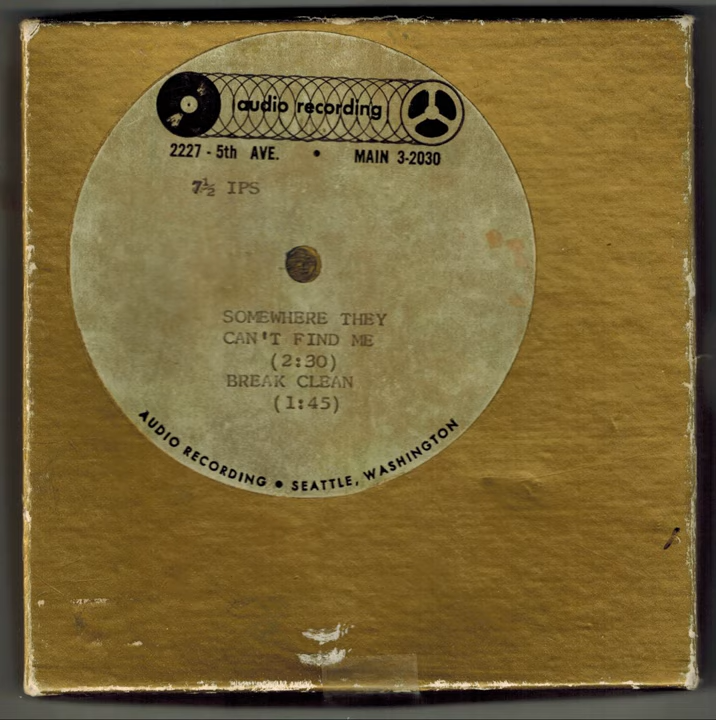 audio recording
2227 - 5th AVE. • MAIN 3-2030
7½ IPS
SOMEWHERE THEY
CAN'T FIND ME
(2:30)
BREAK CLEAN
(1:45)
AUDIO RECORDING • SEATTLE, WASHINGTON